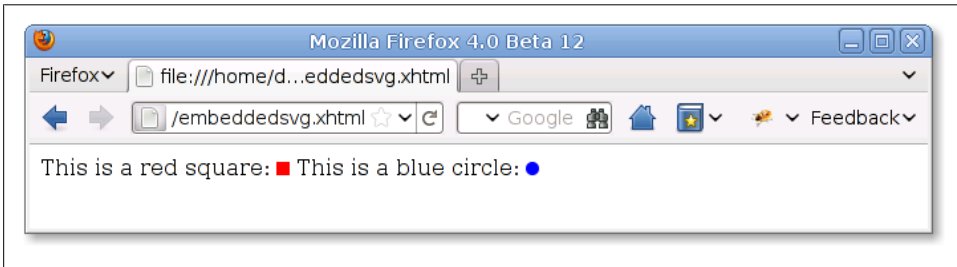 Mozilla Firefox 4.0 Beta 12
Firefox file:///home/d...eddedsvg.xhtml
/embeddedsvg.xhtml Google Feedback
This is a red square: This is a blue circle: